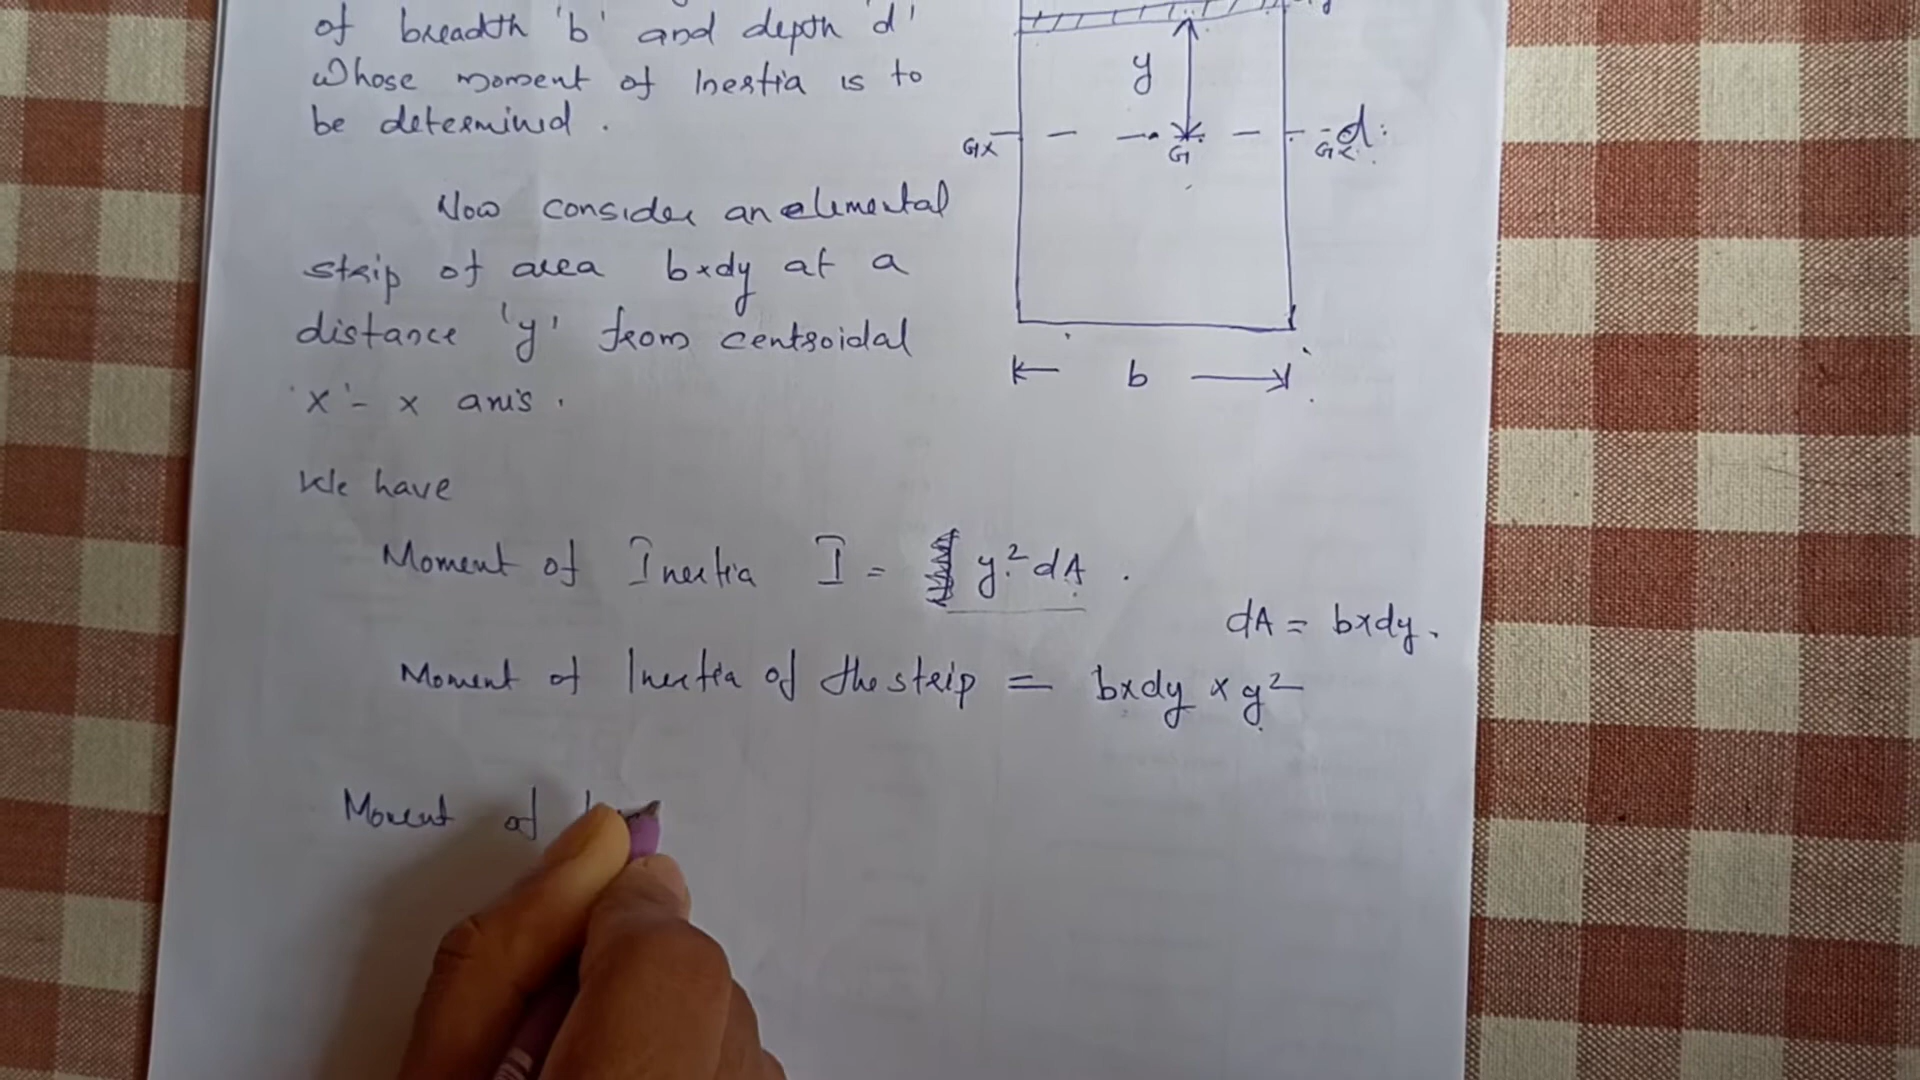 of breadth 'b' and depth 'd'
Whose moment of Inertia is to
be determined .
y
d
GX
G
GX
Now consider an elemental
strip of area b×dy at a
distance 'y' from centroidal
x - x axis .
b
We have
Moment of Inertia I = y² dA .
dA = b×dy .
Moment of Inertia of the strip = b×dy × y²
Moment of